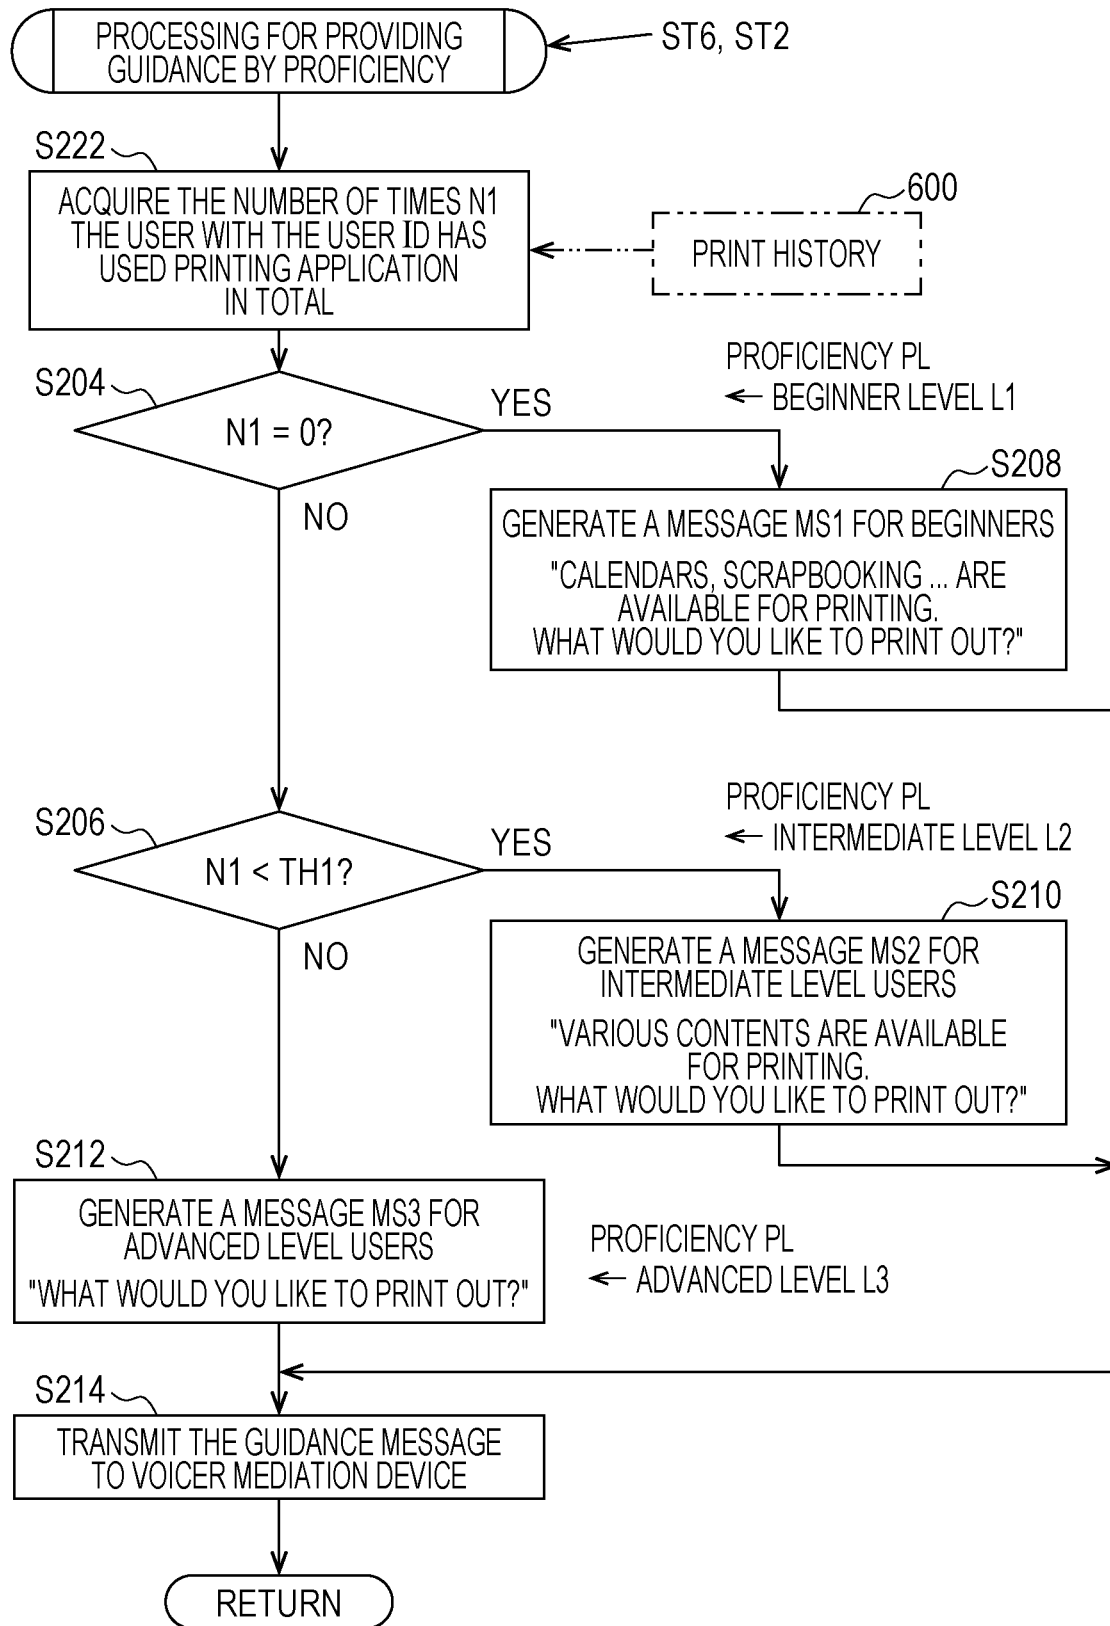 PROCESSING FOR PROVIDING
GUIDANCE BY PROFICIENCY
ST6, ST2
S222
ACQUIRE THE NUMBER OF TIMES N1
THE USER WITH THE USER ID HAS
USED PRINTING APPLICATION
IN TOTAL
600
PRINT HISTORY
S204
N1 = 0?
YES
NO
PROFICIENCY PL
← BEGINNER LEVEL L1
S208
GENERATE A MESSAGE MS1 FOR BEGINNERS
"CALENDARS, SCRAPBOOKING ... ARE
AVAILABLE FOR PRINTING.
WHAT WOULD YOU LIKE TO PRINT OUT?"
S206
N1 < TH1?
YES
NO
PROFICIENCY PL
← INTERMEDIATE LEVEL L2
S210
GENERATE A MESSAGE MS2 FOR
INTERMEDIATE LEVEL USERS
"VARIOUS CONTENTS ARE AVAILABLE
FOR PRINTING.
WHAT WOULD YOU LIKE TO PRINT OUT?"
S212
GENERATE A MESSAGE MS3 FOR
ADVANCED LEVEL USERS
"WHAT WOULD YOU LIKE TO PRINT OUT?"
PROFICIENCY PL
← ADVANCED LEVEL L3
S214
TRANSMIT THE GUIDANCE MESSAGE
TO VOICER MEDIATION DEVICE
RETURN